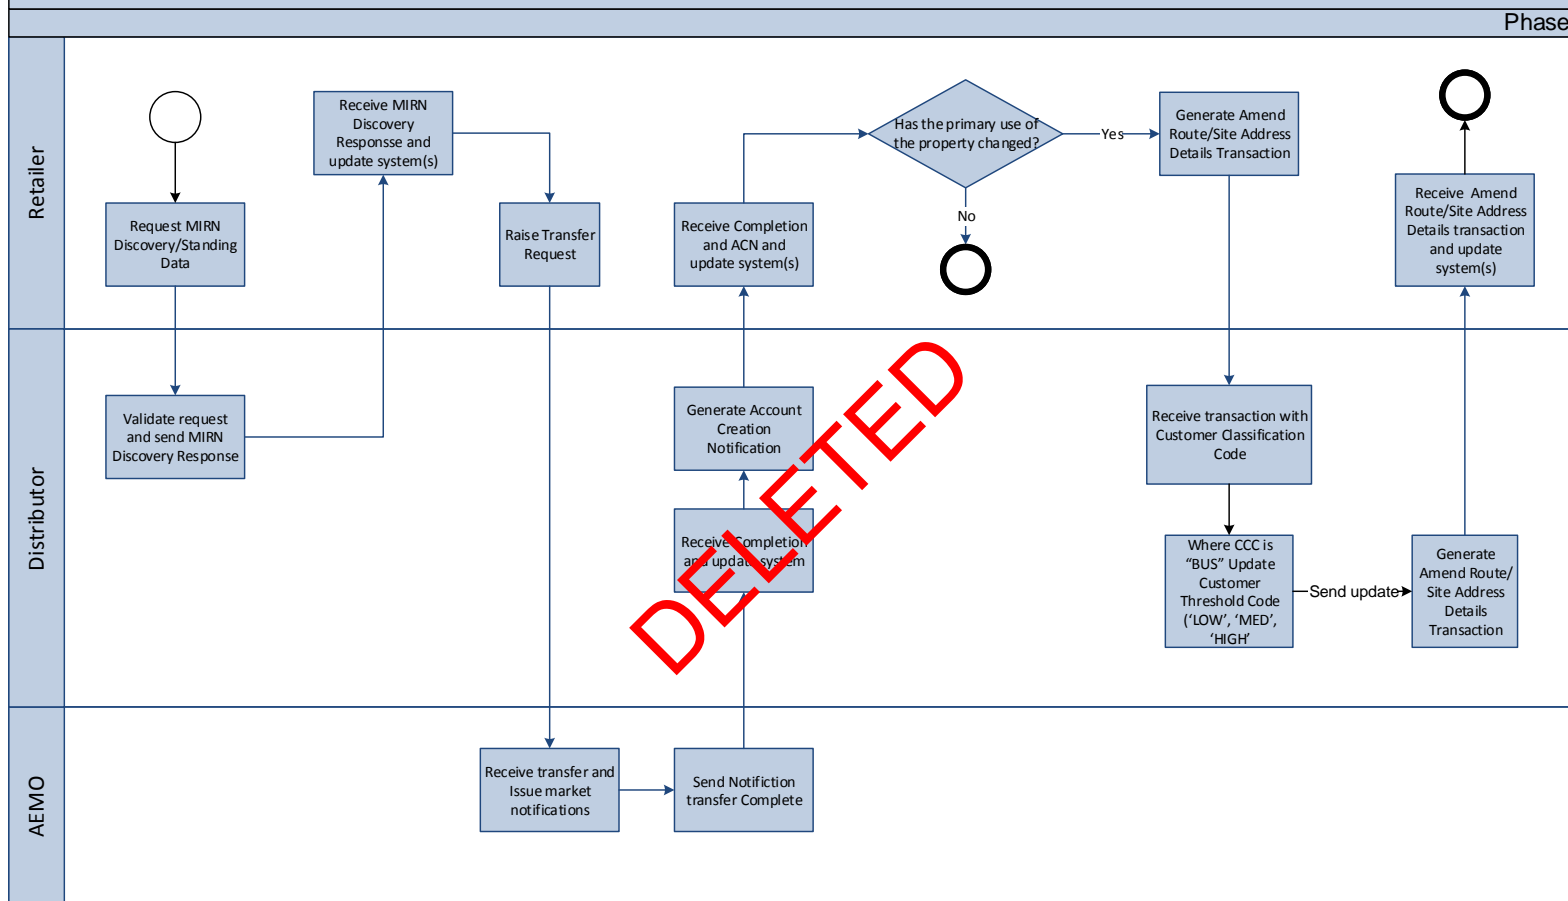 Phase
Retailer
Request MIRN
Discovery/Standing
Data
Receive MIRN
Discovery
Responsse and
update system(s)
Raise Transfer
Request
Receive Completion
and ACN and
update system(s)
Has the primary use of
the property changed?
Yes
No
Generate Amend
Route/Site Address
Details Transaction
Receive  Amend
Route/Site Address
Details transaction
and update
system(s)
Distributor
Validate request
and send MIRN
Discovery Response
Generate Account
Creation
Notification
Receive Completion
and update system
DELETED
Receive transaction with
Customer Classification
Code
Where CCC is
“BUS” Update
Customer
Threshold Code
(‘LOW’, ‘MED’,
‘HIGH’
Send update
Generate
Amend Route/
Site Address
Details
Transaction
AEMO
Receive transfer and
Issue market
notifications
Send Notifiction
transfer Complete